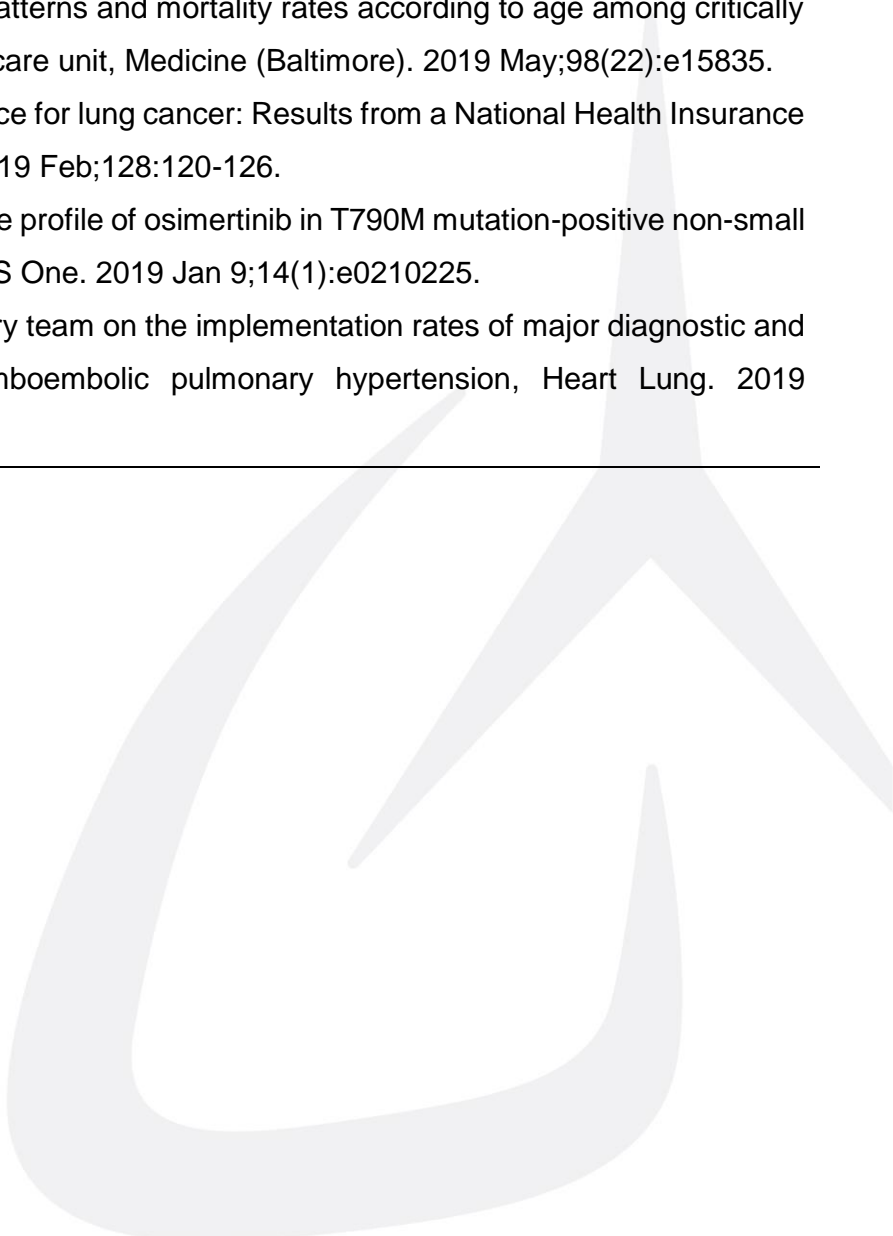 atterns and mortality rates according to age among critically
care unit, Medicine (Baltimore). 2019 May;98(22):e15835.
ce for lung cancer: Results from a National Health Insurance
19 Feb;128:120-126.
e profile of osimertinib in T790M mutation-positive non-small
S One. 2019 Jan 9;14(1):e0210225.
ry team on the implementation rates of major diagnostic and
mboembolic pulmonary hypertension, Heart Lung. 2019